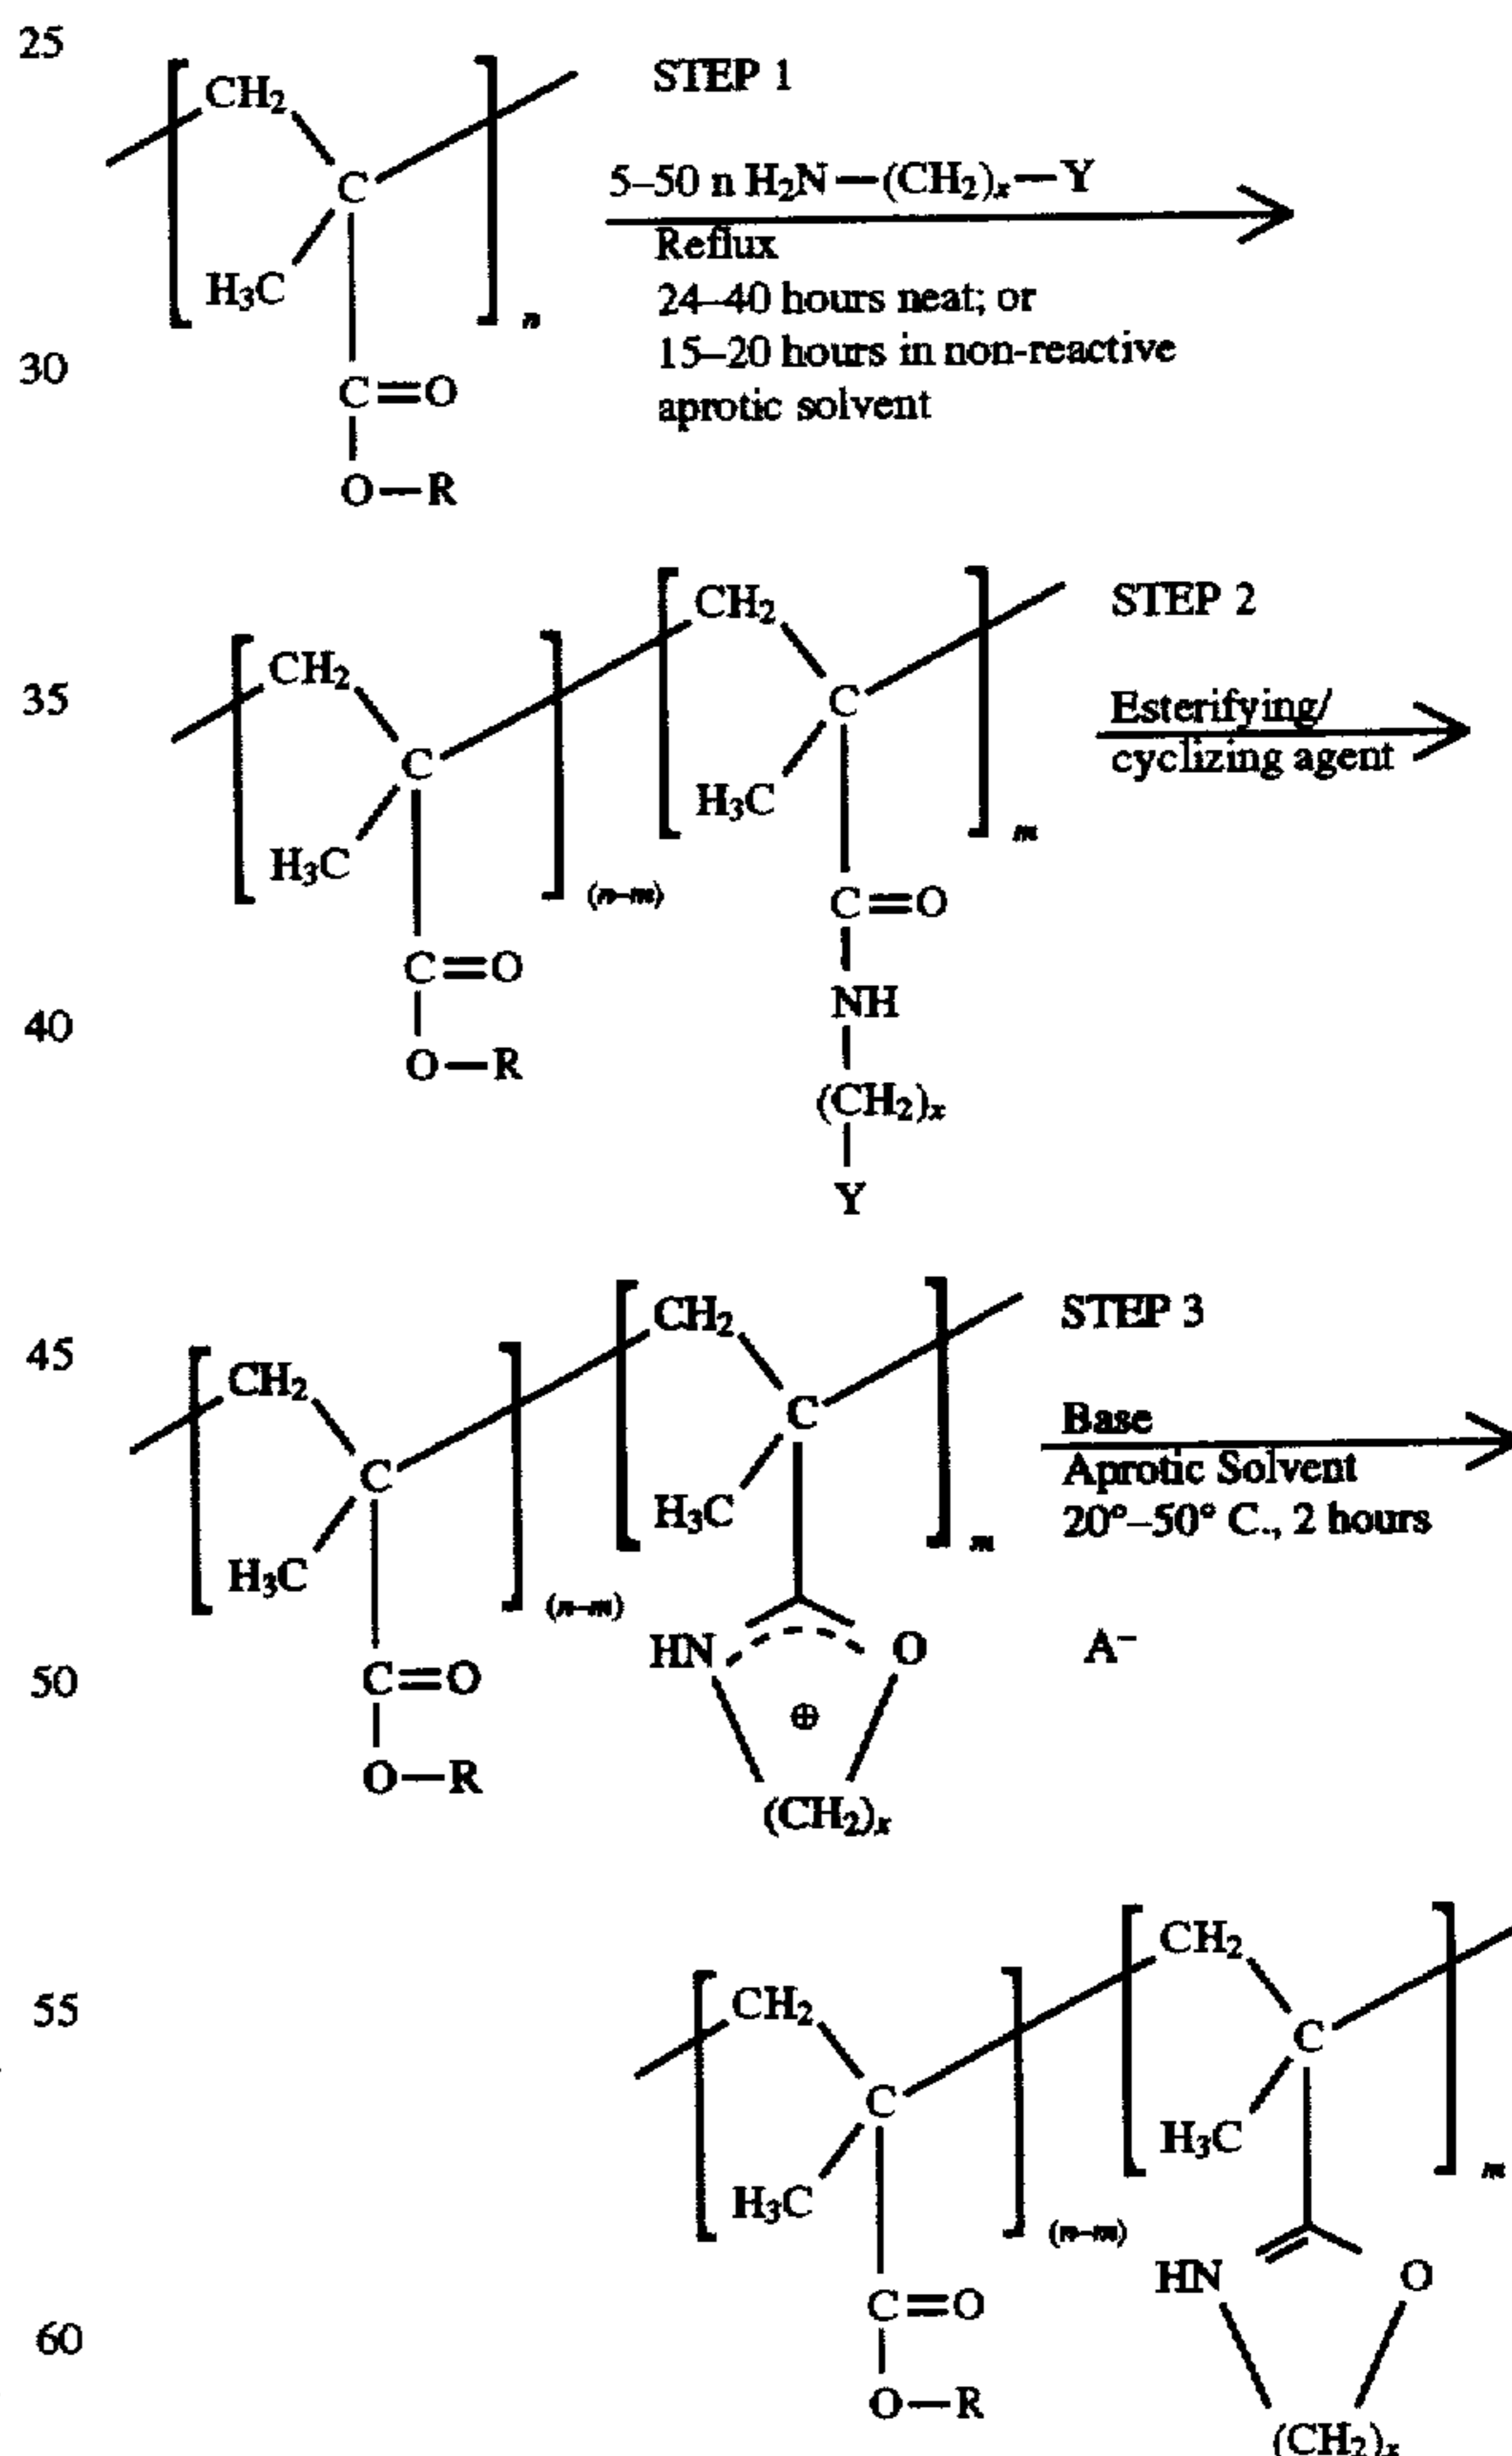 25
CH₂
STEP 1
C
5–50 n H₂N—(CH₂)ₓ—Y
H₃C
n
Reflux
24–40 hours neat; or
15–20 hours in non-reactive
aprotic solvent
30
C=O
O—R
CH₂
STEP 2
35
CH₂
C
Esterifying/
cyclizing agent
C
H₃C
m
H₃C
(n–m)
C=O
C=O
NH
40
O—R
(CH₂)ₓ
Y
CH₂
STEP 3
45
CH₂
C
Base
Aprotic Solvent
20°–50° C., 2 hours
C
H₃C
m
H₃C
(n–m)
HN
O
A⁻
50
C=O
⊕
O—R
(CH₂)ₓ
CH₂
55
CH₂
C
C
H₃C
m
H₃C
(n–m)
HN
O
60
C=O
O—R
(CH₂)ₓ